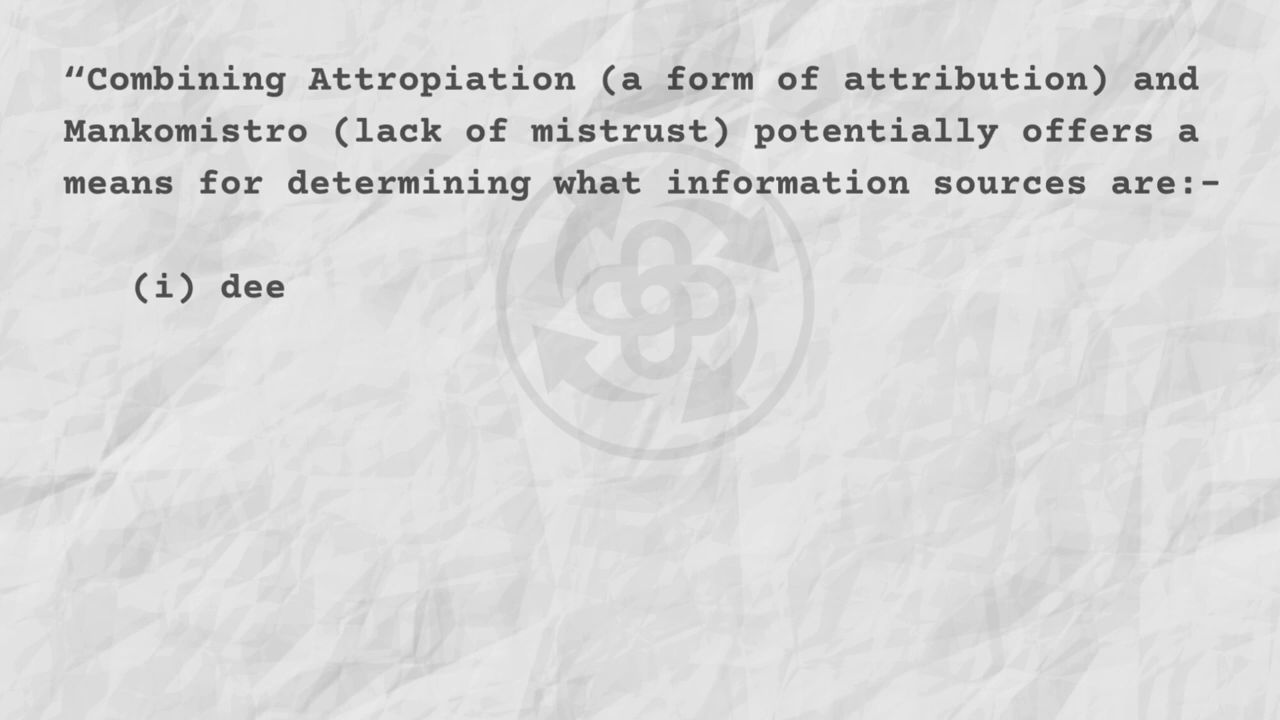 “Combining Attropiation (a form of attribution) and
Mankomistro (lack of mistrust) potentially offers a
means for determining what information sources are:-
(i) dee